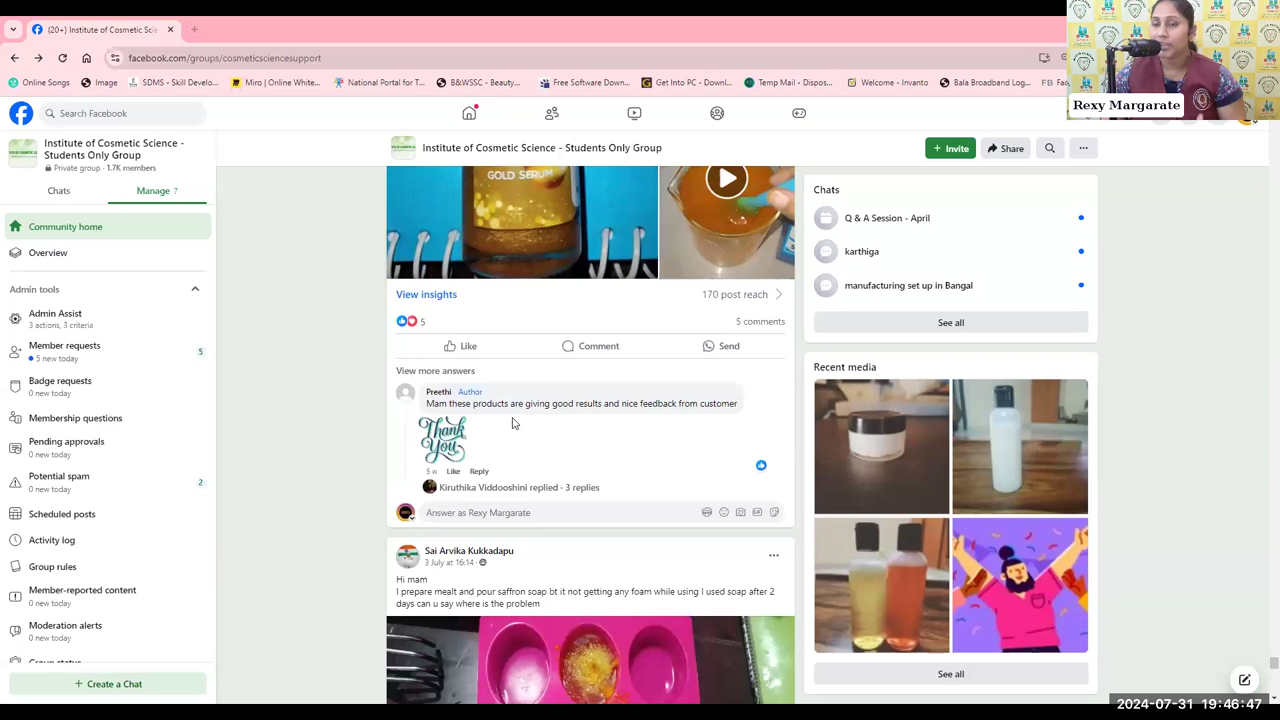 (20+) Institute of Cosmetic Scie
facebook.com/groups/cosmeticsciencesupport
Online Songs
Image
SDMS - Skill Develo...
Miro | Online White...
National Portal for T...
B&WSSC - Beauty...
FreeSoftware Down...
Get Into PC - Downl...
Temp Mail - Dispos...
Welcome - Invanto
Bala Broadband Log...
Rexy Margarate
Search Facebook
Institute of Cosmetic Science -
Students Only Group
Private group · 1.7K members
Chats
Manage 7
Community home
Overview
Admin tools
Admin Assist
3 actions, 3 criteria
Member requests
5 new today
5
Badge requests
0 new today
Membership questions
Pending approvals
0 new today
Potential spam
0 new today
2
Scheduled posts
Activity log
Group rules
Member-reported content
0 new today
Moderation alerts
0 new today
+ Create a Chat
Institute of Cosmetic Science - Students Only Group
+ Invite
Share
GOLD SERUM
View insights
170 post reach
5
5 comments
Like
Comment
Send
View more answers
Preethi Author
Mam these products are giving good results and nice feedback from customer
THANK
YOU
5 w Like Reply
Kiruthika Viddooshini replied · 3 replies
Answer as Rexy Margarate
Sai Arvika Kukkadapu
3 July at 16:14
Hi mam
I prepare mealt and pour saffron soap bt it not getting any foam while using I used soap after 2
days can u say where is the problem
Chats
Q & A Session - April
karthiga
manufacturing set up in Bangal
See all
Recent media
See all
2024-07-31 19:46:47